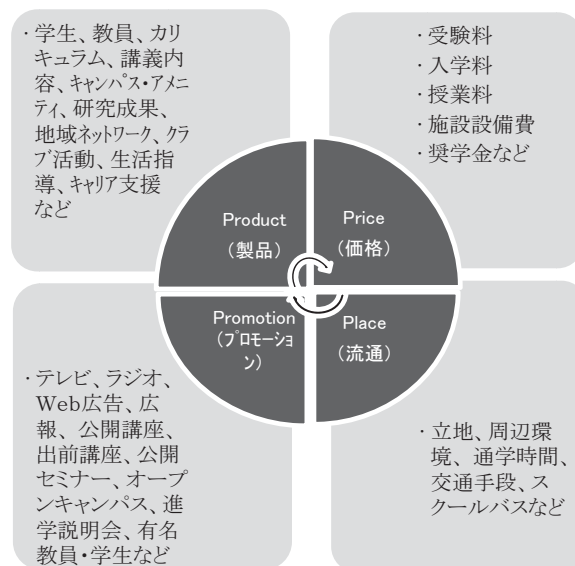 ・学生、教員、カリ
キュラム、講義内
容、キャンパス・アメニ
ティ、研究成果、
地域ネットワーク、クラ
ブ活動、生活指
導、キャリア支援
など
・受験料
・入学料
・授業料
・施設設備費
・奨学金など
Product
（製品）
Price
（価格）
Promotion
（プロモーショ
ン）
Place
（流通）
・テレビ、ラジオ、
Web広告、広
報、公開講座、
出前講座、公開
セミナー、オープ
ンキャンパス、進
学説明会、有名
教員・学生など
・立地、周辺環
境、通学時間、
交通手段、ス
クールバスなど